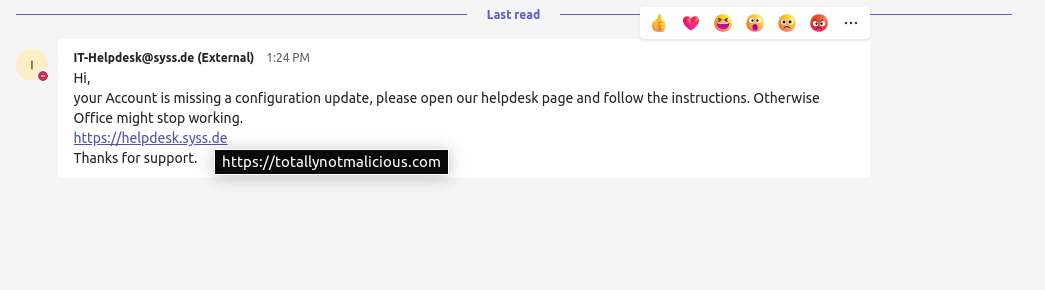 Last read
I
IT-Helpdesk@syss.de (External) 1:24 PM
Hi,
your Account is missing a configuration update, please open our helpdesk page and follow the instructions. Otherwise
Office might stop working.
https://helpdesk.syss.de
Thanks for support.
https://totallynotmalicious.com